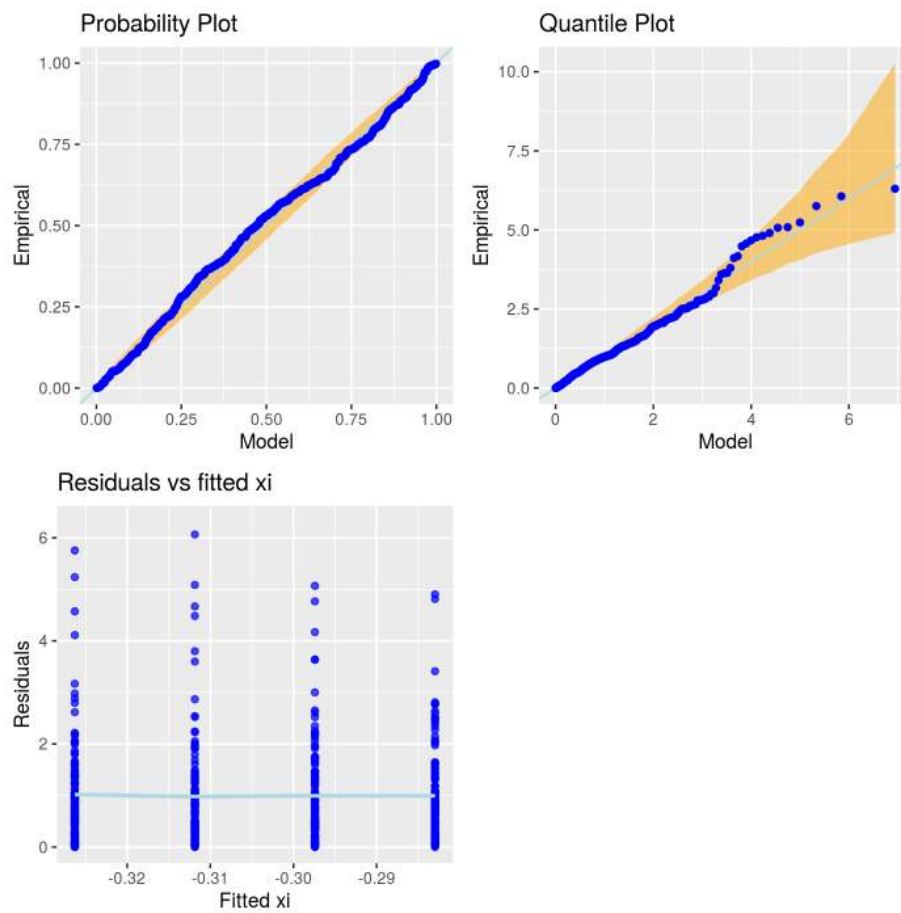 Probability Plot
1.00
0.75
0.50
0.25
0.00
Empirical
0.00 0.25 0.50 0.75 1.00
Model
Quantile Plot
10.0
7.5
5.0
2.5
0.0
Empirical
0 2 4 6
Model
Residuals vs fitted xi
6
4
2
0
Residuals
-0.32 -0.31 -0.30 -0.29
Fitted xi